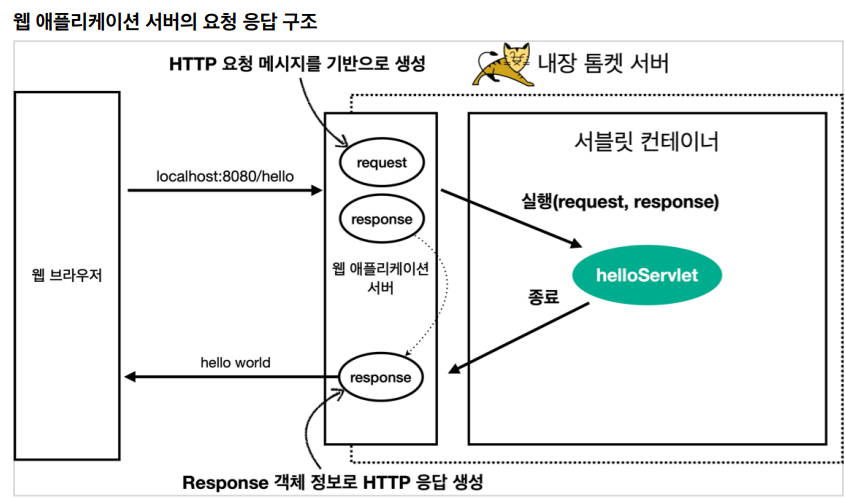 웹 애플리케이션 서버의 요청 응답 구조
HTTP 요청 메시지를 기반으로 생성
내장 톰켓 서버
서블릿 컨테이너
request
localhost:8080/hello
실행(request, response)
response
웹 브라우저
웹 애플리케이션
서버
helloServlet
종료
hello world
response
Response 객체 정보로 HTTP 응답 생성